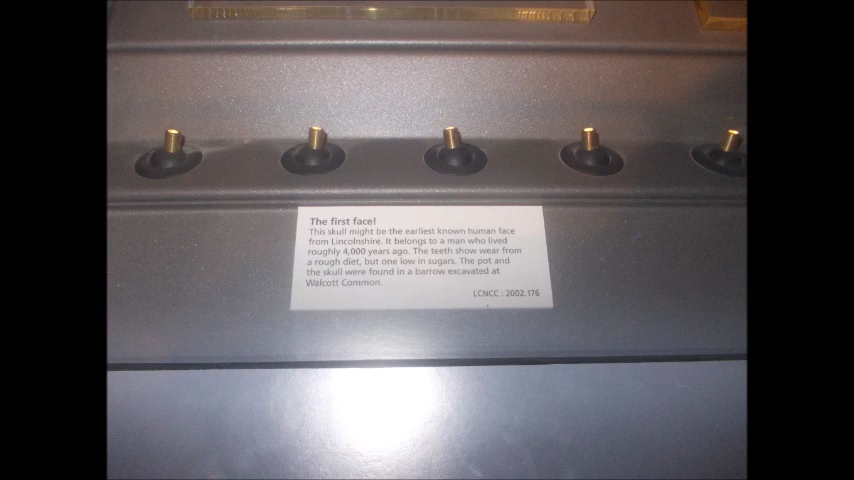 The first face!
This skull might be the earliest known human face
from Lincolnshire. It belongs to a man who lived
roughly 4,000 years ago. The teeth show wear from
a rough diet, but one low in sugars. The pot and
the skull were found in a barrow excavated at
Walcott Common.
LCNCC : 2002.176